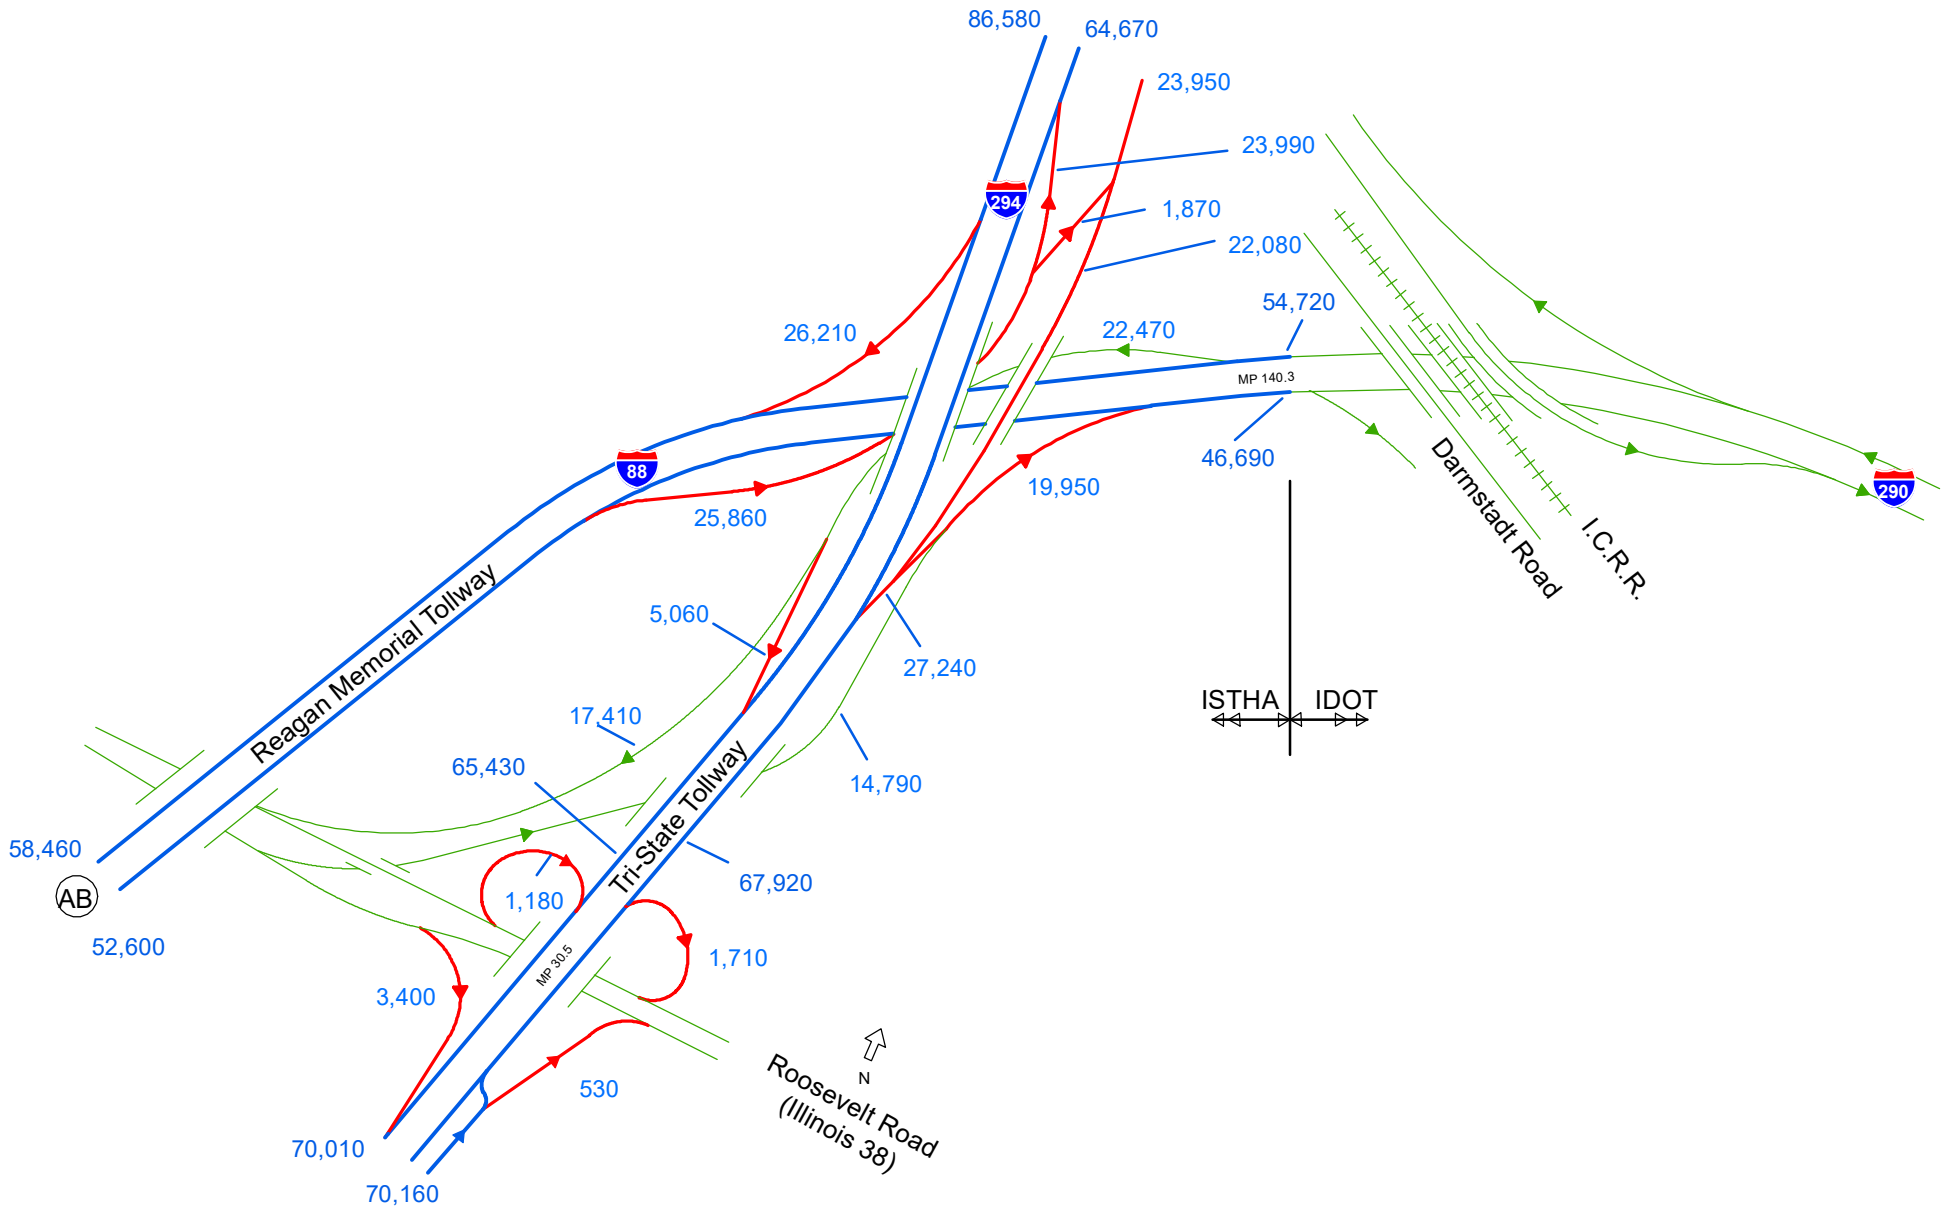 86,580
64,670
23,950
23,990
294
1,870
22,080
54,720
26,210
22,470
MP 140.3
88
46,690
Darmstadt Road
290
19,950
25,860
I.C.R.R.
Reagan Memorial Tollway
5,060
27,240
ISTHA
IDOT
17,410
65,430
Tri-State Tollway
14,790
58,460
67,920
AB
1,180
52,600
MP 30.5
1,710
3,400
N
530
Roosevelt Road
(Illinois 38)
70,010
70,160